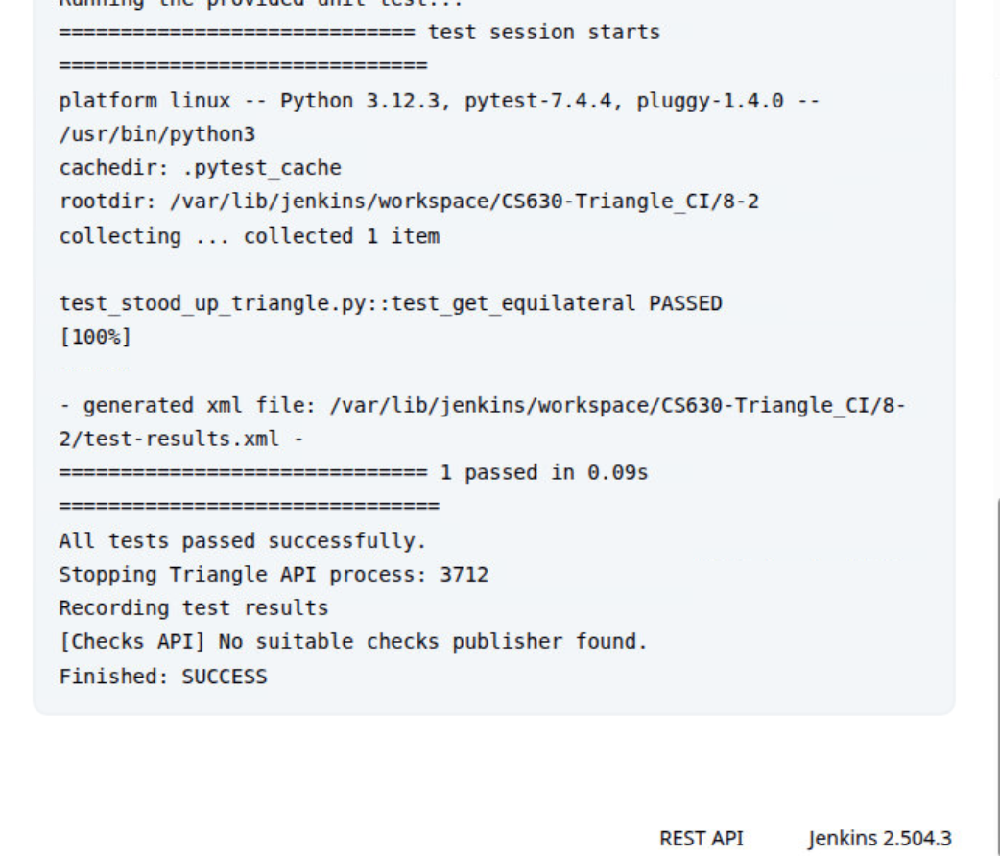 Running the provided unit test...
============================= test session starts
==============================
platform linux -- Python 3.12.3, pytest-7.4.4, pluggy-1.4.0 --
/usr/bin/python3
cachedir: .pytest_cache
rootdir: /var/lib/jenkins/workspace/CS630-Triangle_CI/8-2
collecting ... collected 1 item
test_stood_up_triangle.py::test_get_equilateral PASSED
[100%]
- generated xml file: /var/lib/jenkins/workspace/CS630-Triangle_CI/8-
2/test-results.xml -
============================== 1 passed in 0.09s
===============================
All tests passed successfully.
Stopping Triangle API process: 3712
Recording test results
[Checks API] No suitable checks publisher found.
Finished: SUCCESS
REST API
Jenkins 2.504.3